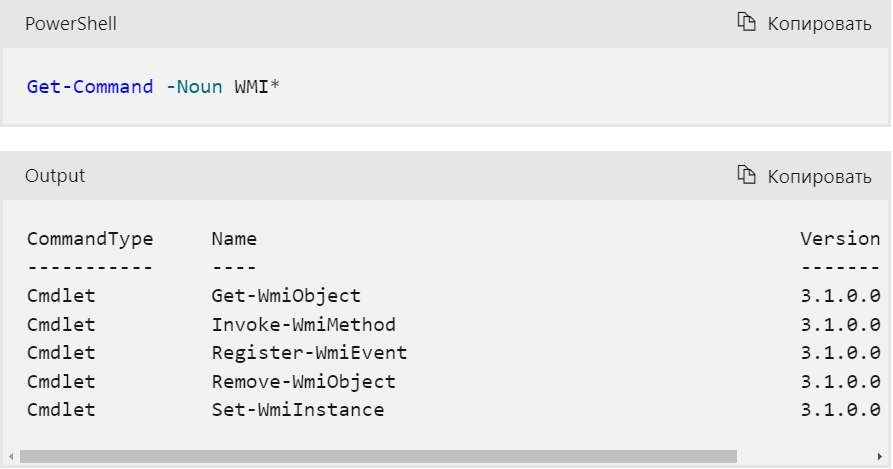 PowerShell Копировать
Get-Command -Noun WMI*
Output Копировать
CommandType Name Version
----------- ---- -------
Cmdlet Get-WmiObject 3.1.0.0
Cmdlet Invoke-WmiMethod 3.1.0.0
Cmdlet Register-WmiEvent 3.1.0.0
Cmdlet Remove-WmiObject 3.1.0.0
Cmdlet Set-WmiInstance 3.1.0.0